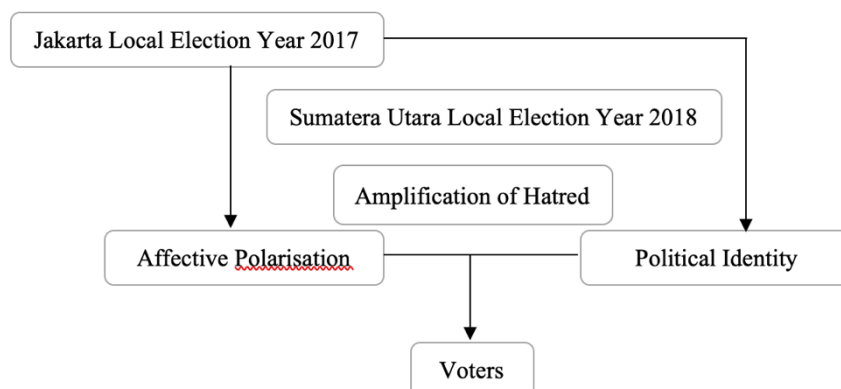 Jakarta Local Election Year 2017
Sumatera Utara Local Election Year 2018
Amplification of Hatred
Affective Polarisation
Political Identity
Voters